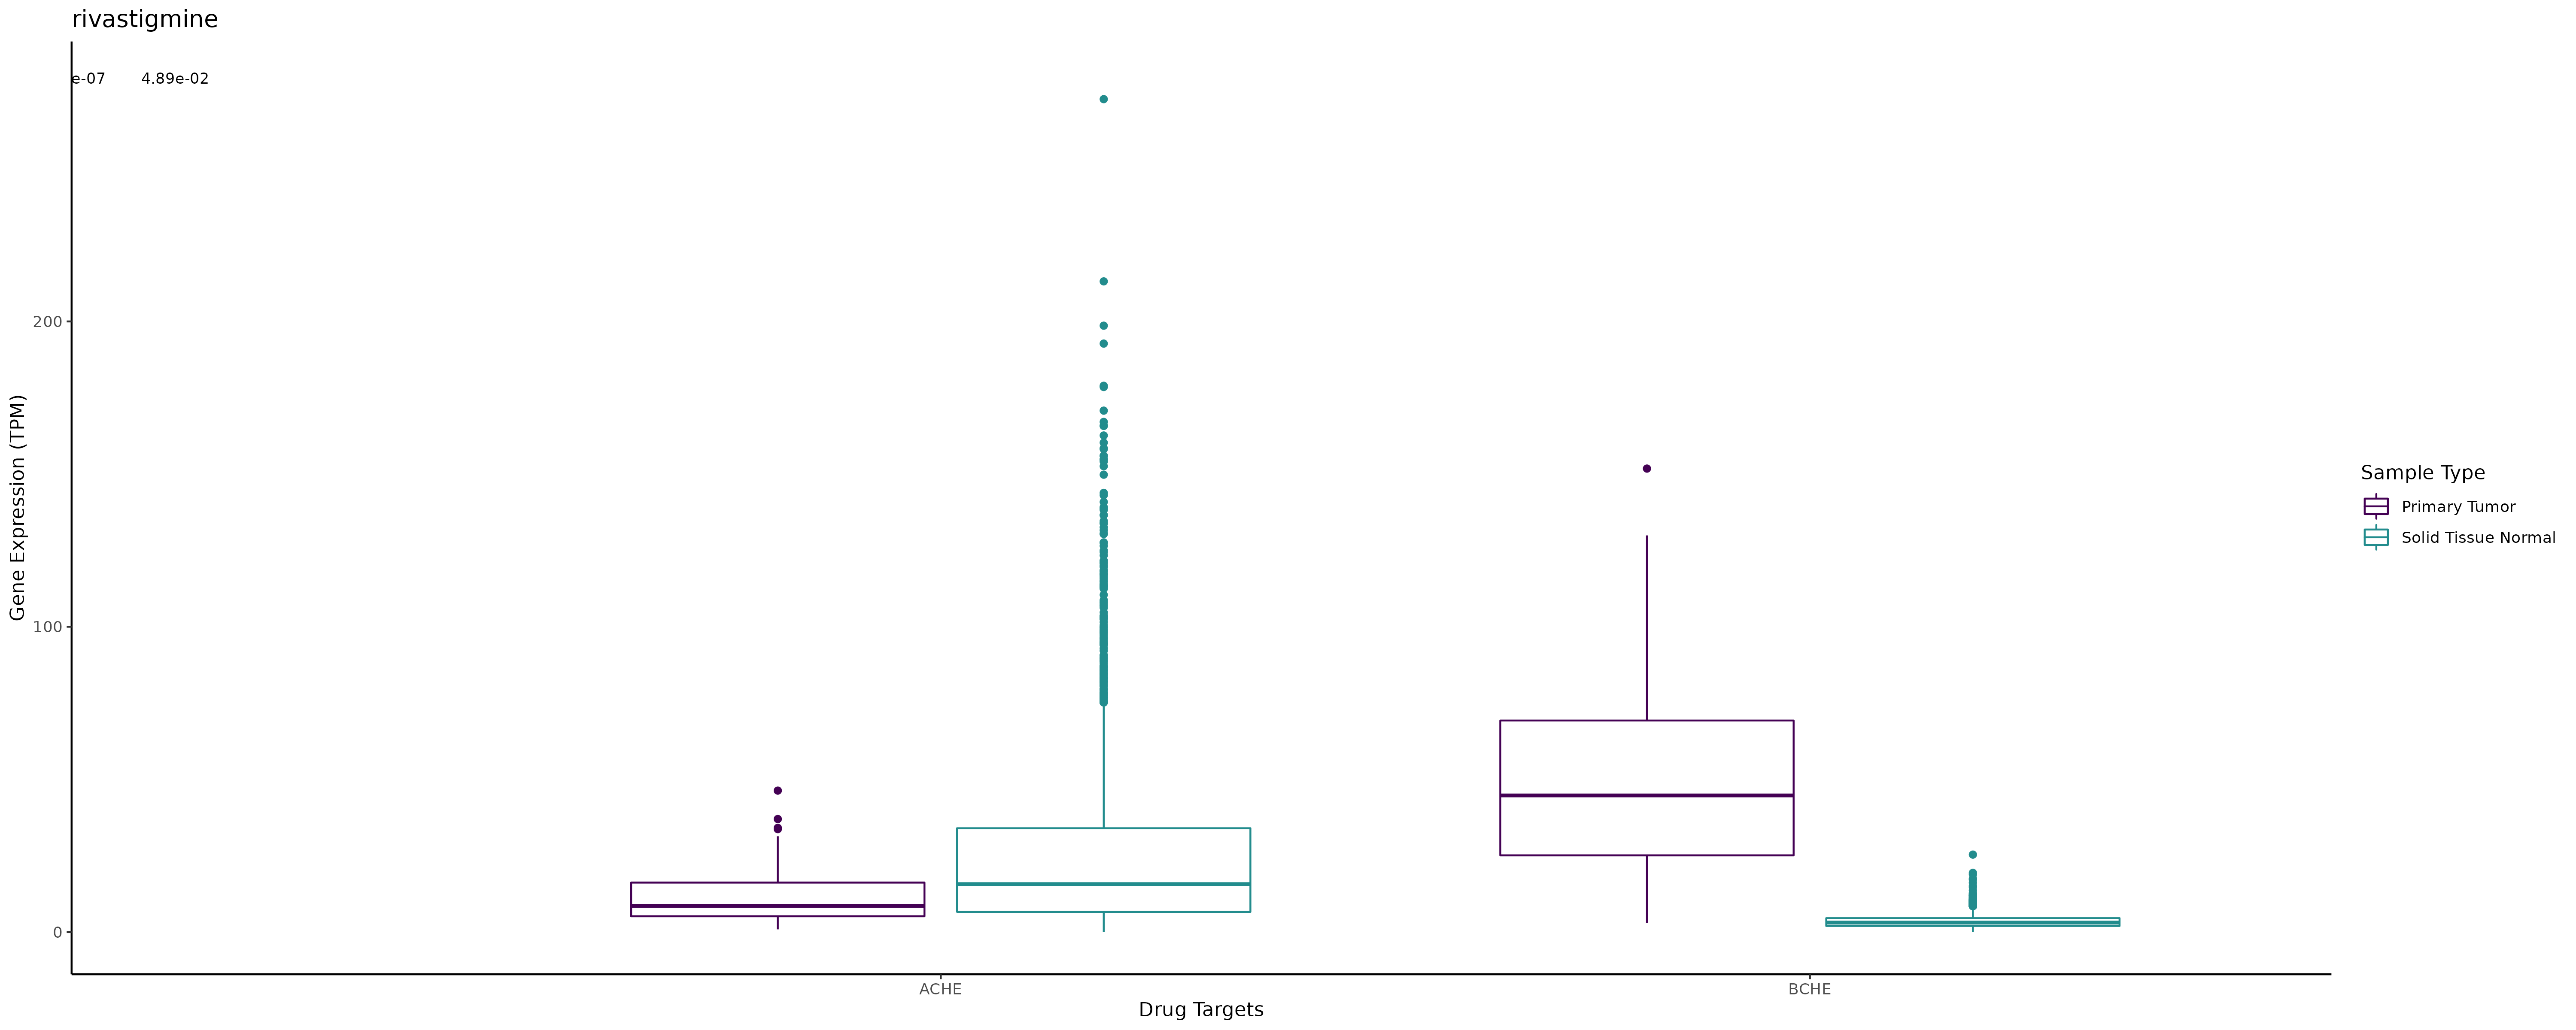 rivastigmine
e-07 4.89e-02
200
100
0
Gene Expression (TPM)
ACHE
BCHE
Drug Targets
Sample Type
Primary Tumor
Solid Tissue Normal